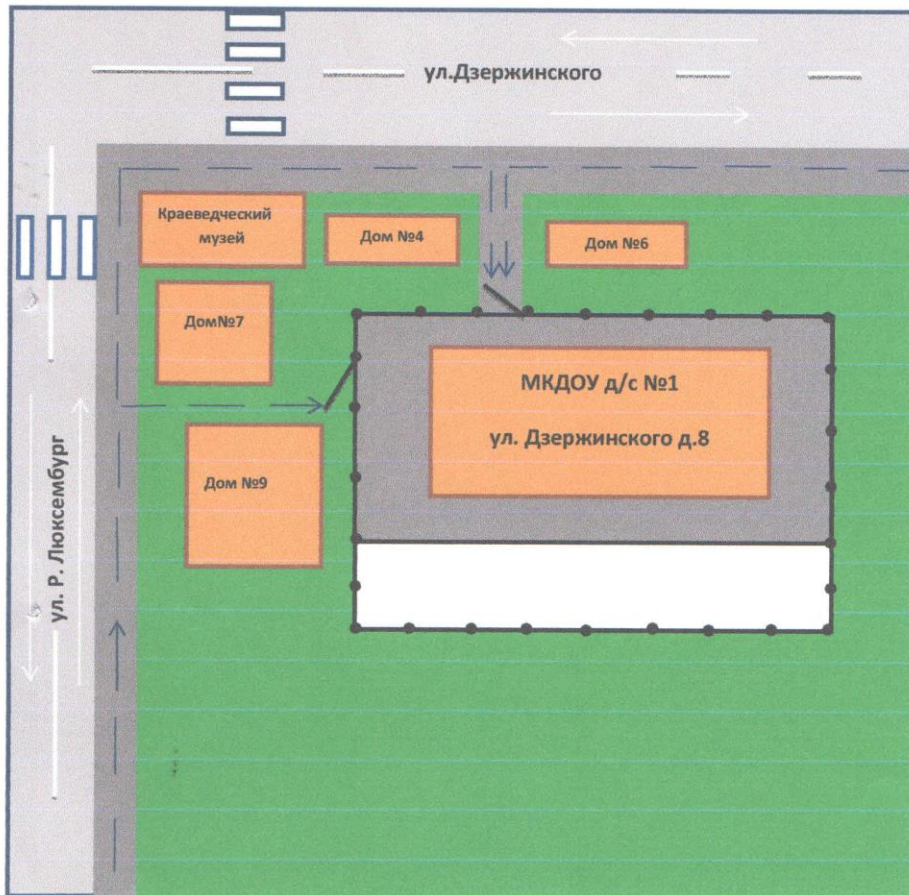 ул.Дзержинского
Краеведческий
музей
Дом №4
Дом №6
Дом№7
МКДОУ д/с №1
ул. Дзержинского д.8
Дом №9
ул. Р. Люксембург